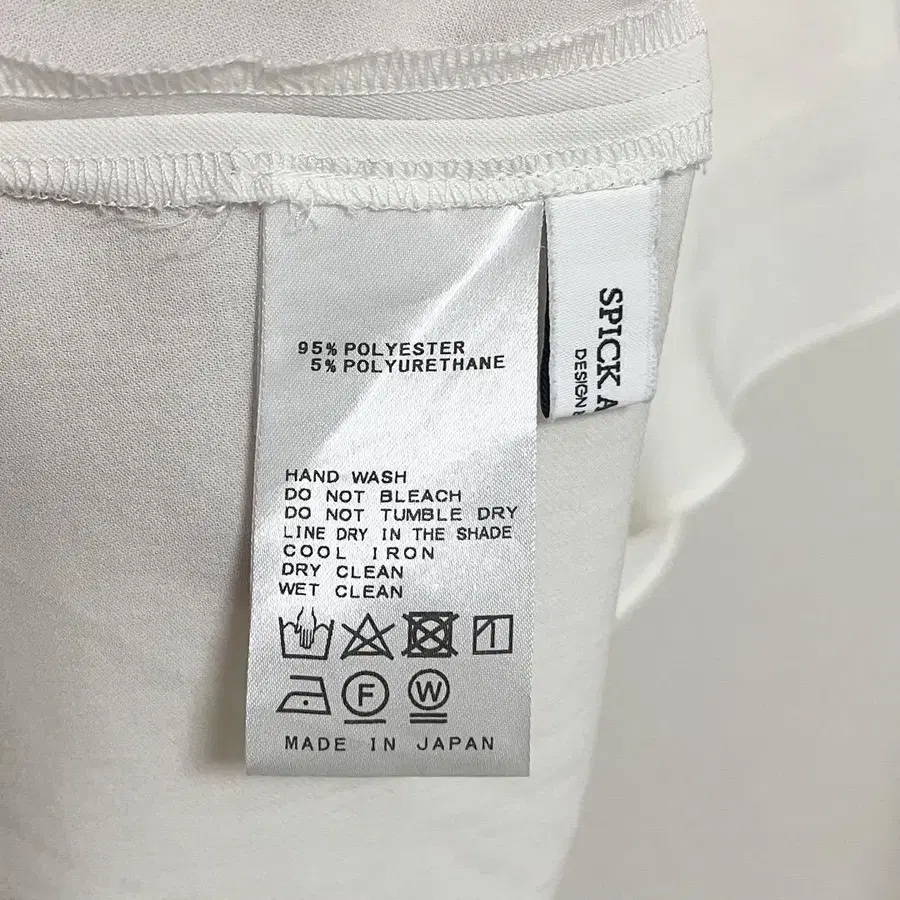 95% POLYESTER
5% POLYURETHANE
HAND WASH
DO NOT BLEACH
DO NOT TUMBLE DRY
LINE DRY IN THE SHADE
COOL IRON
DRY CLEAN
WET CLEAN
F W
MADE IN JAPAN
SPICK A
DESIGN